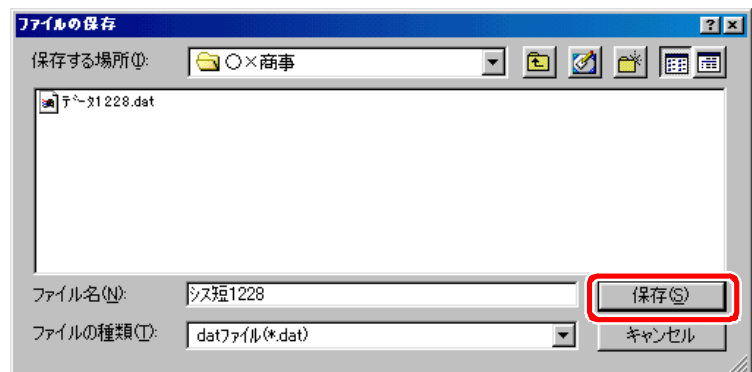 ファイルの保存
保存する場所(I): ○×商事
ﾃﾞｰﾀ1228.dat
ファイル名(N): ｼｽ短1228 保存(S)
ファイルの種類(T): datファイル(*.dat) キャンセル